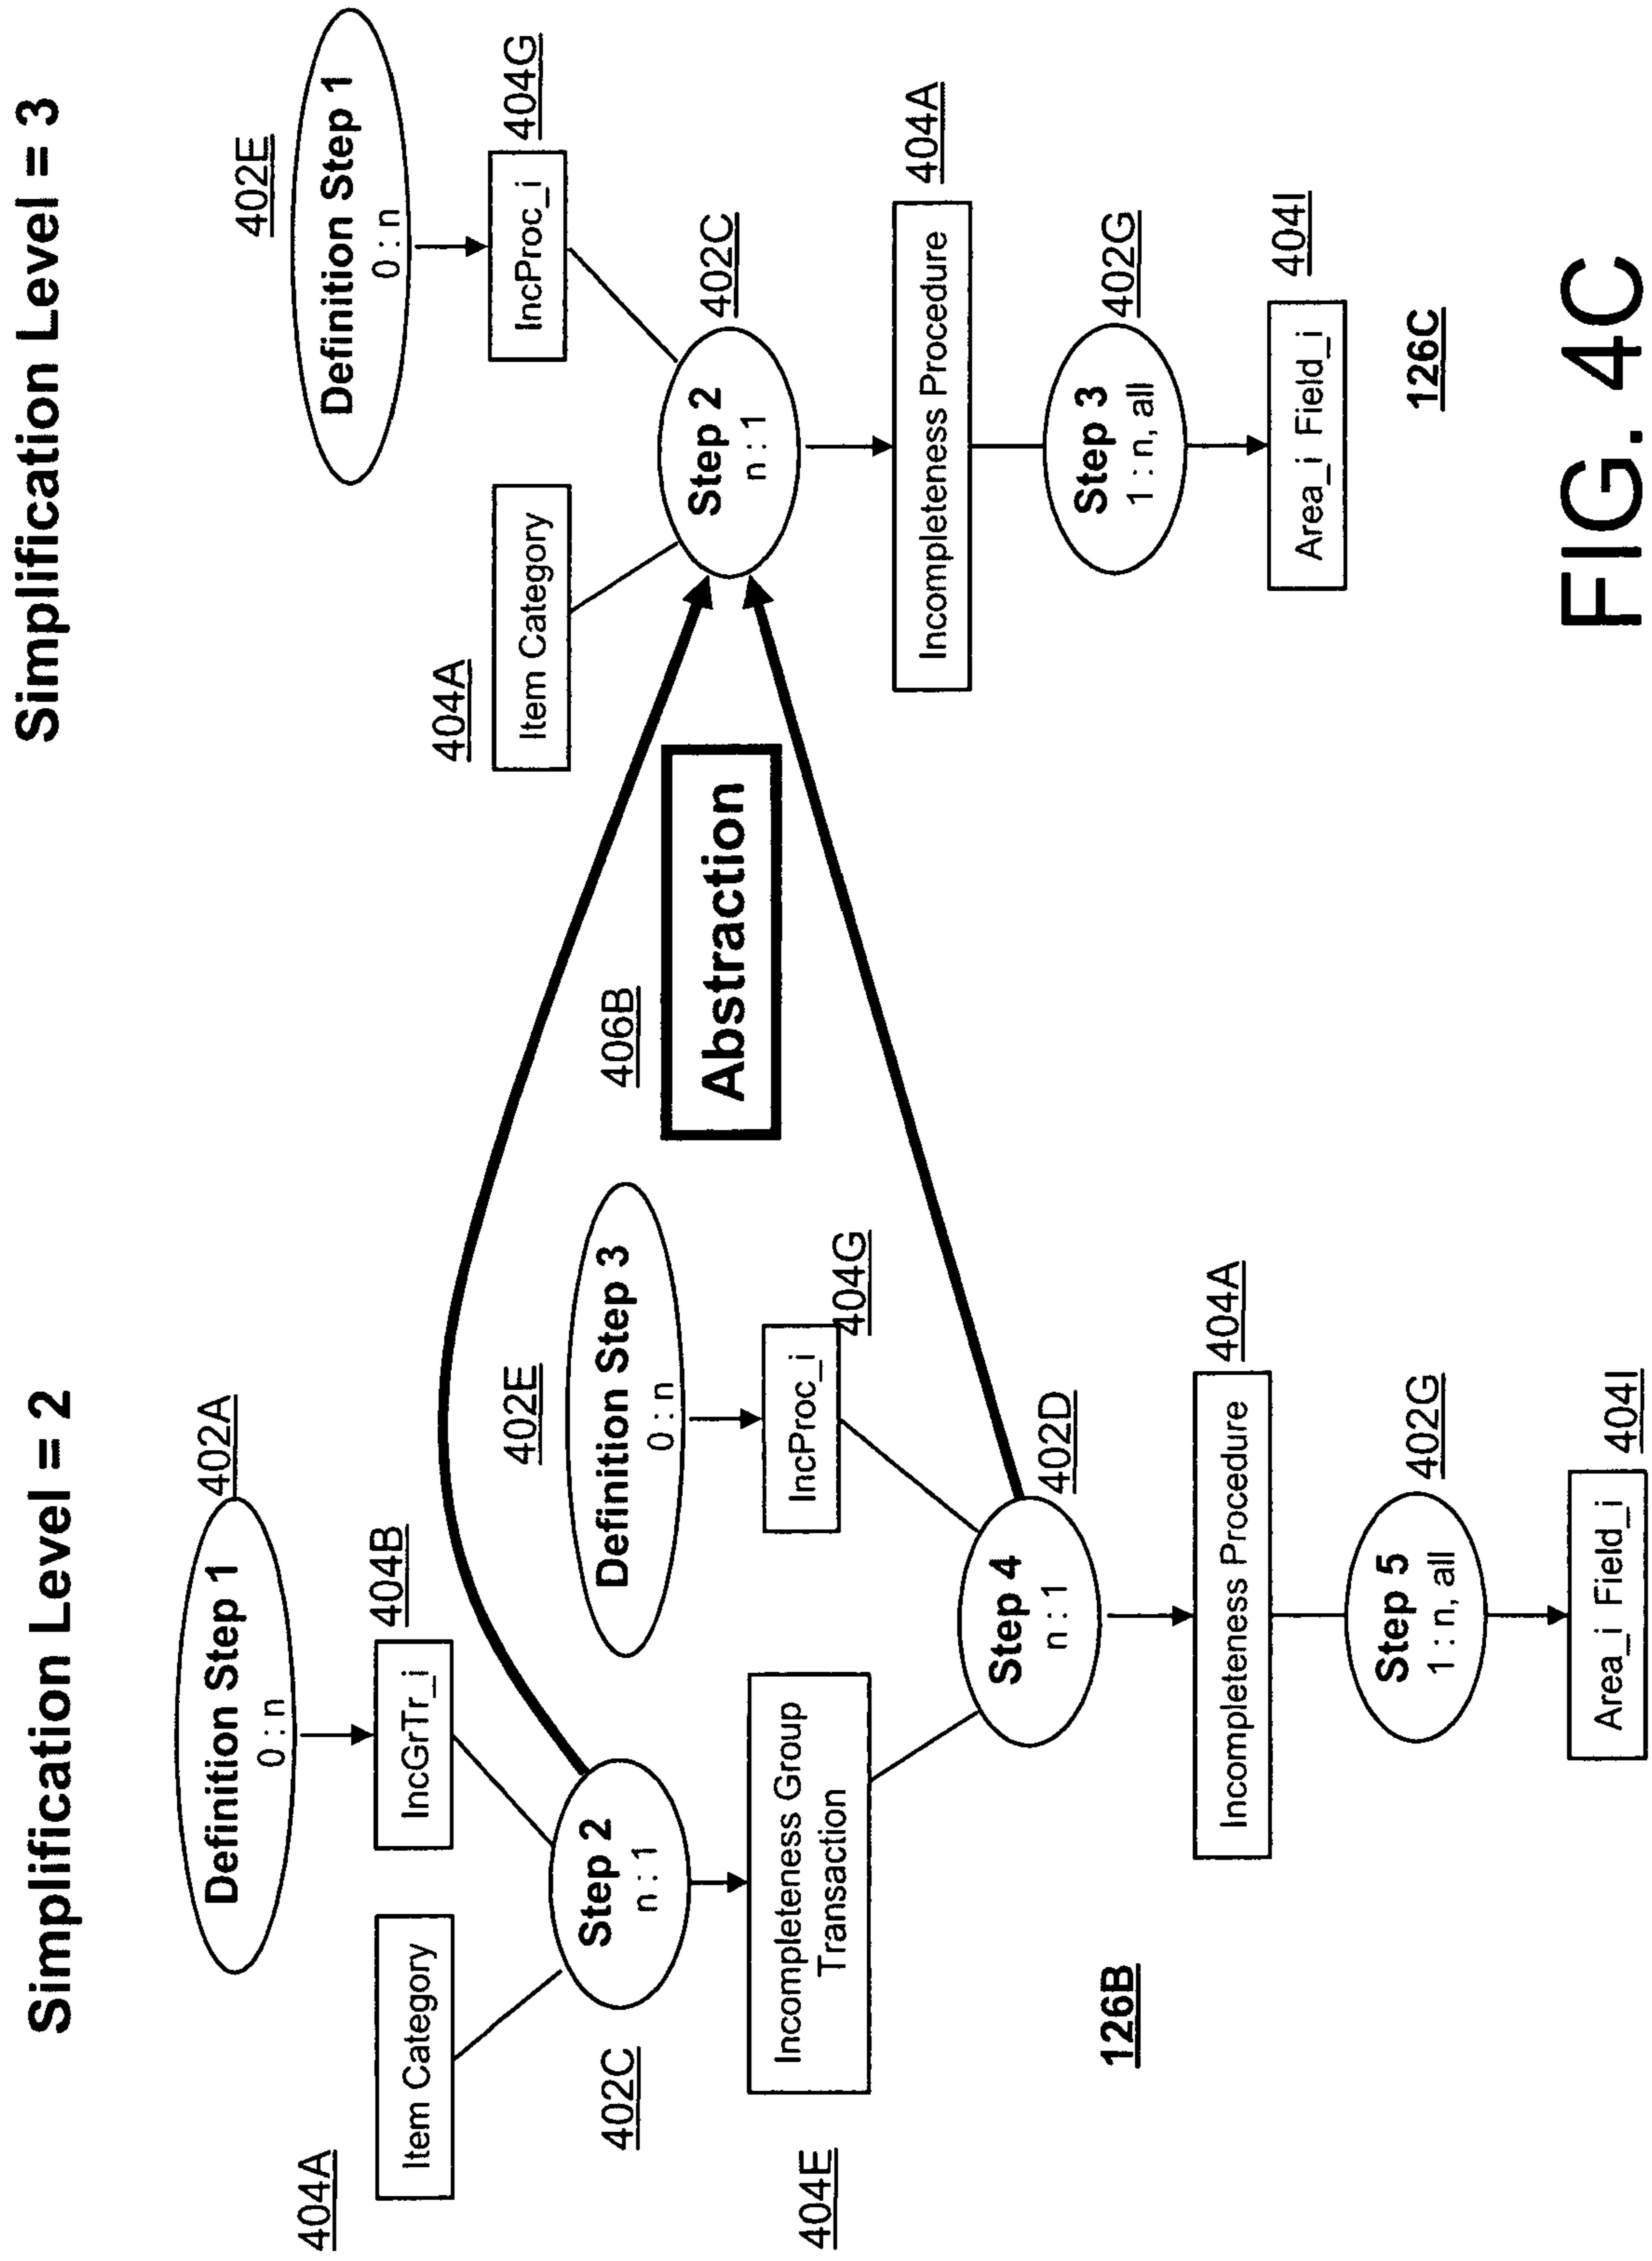 Simplification Level = 2
402A
Definition Step 1
0 : n
404B
IncGrTr_i
404A
Item Category
Step 2
n : 1
402C
Incompleteness Group
Transaction
404E
402E
Definition Step 3
0 : n
IncProc_i
404G
402D
Step 4
n : 1
404A
Incompleteness Procedure
402G
Step 5
1 : n, all
404I
Area_i Field_i
126B
406B
Abstraction
Simplification Level = 3
402E
Definition Step 1
0 : n
404G
IncProc_i
404A
Item Category
402C
Step 2
n : 1
404A
Incompleteness Procedure
402G
Step 3
1 : n, all
404I
Area_i Field_i
126C
FIG. 4C